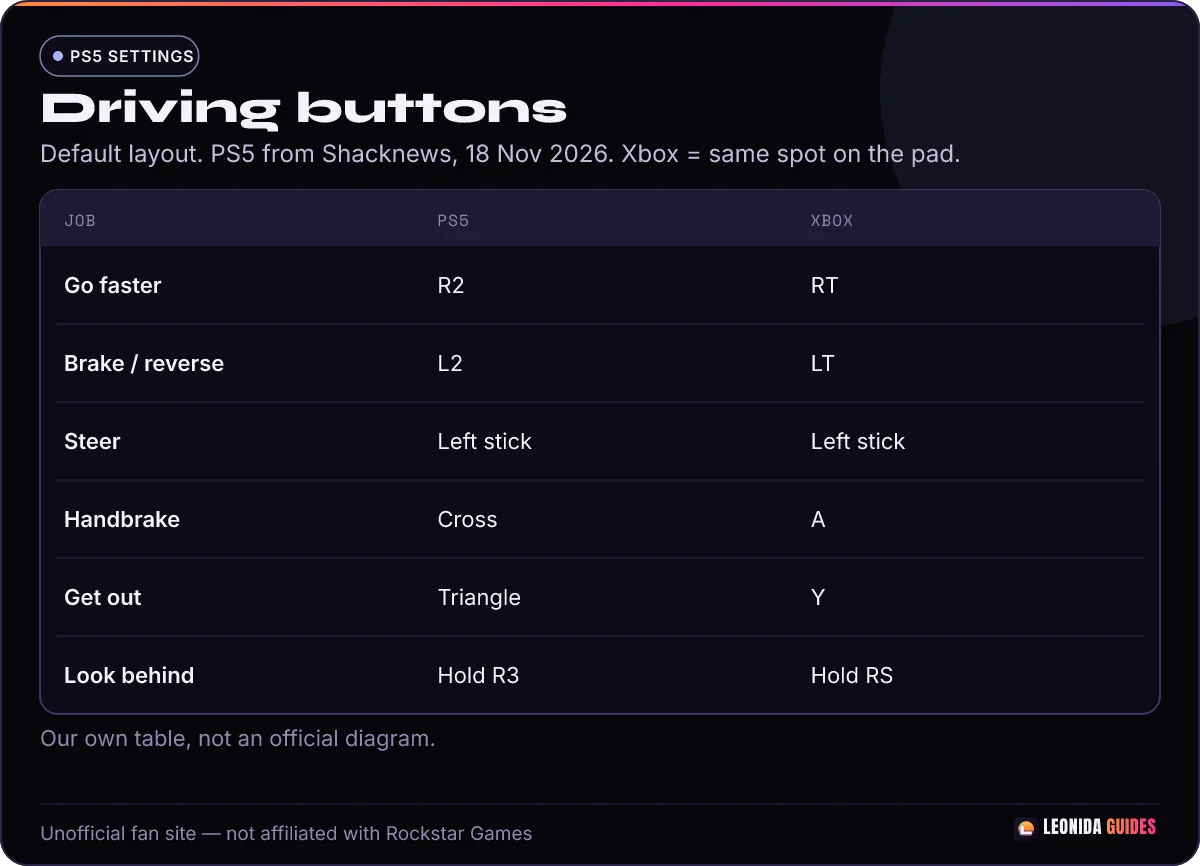 PS5 SETTINGS
Driving buttons
Default layout. PS5 from Shacknews, 18 Nov 2026. Xbox = same spot on the pad.
JOB PS5 XBOX
Go faster R2 RT
Brake / reverse L2 LT
Steer Left stick Left stick
Handbrake Cross A
Get out Triangle Y
Look behind Hold R3 Hold RS
Our own table, not an official diagram.
Unofficial fan site — not affiliated with Rockstar Games LEONIDA GUIDES